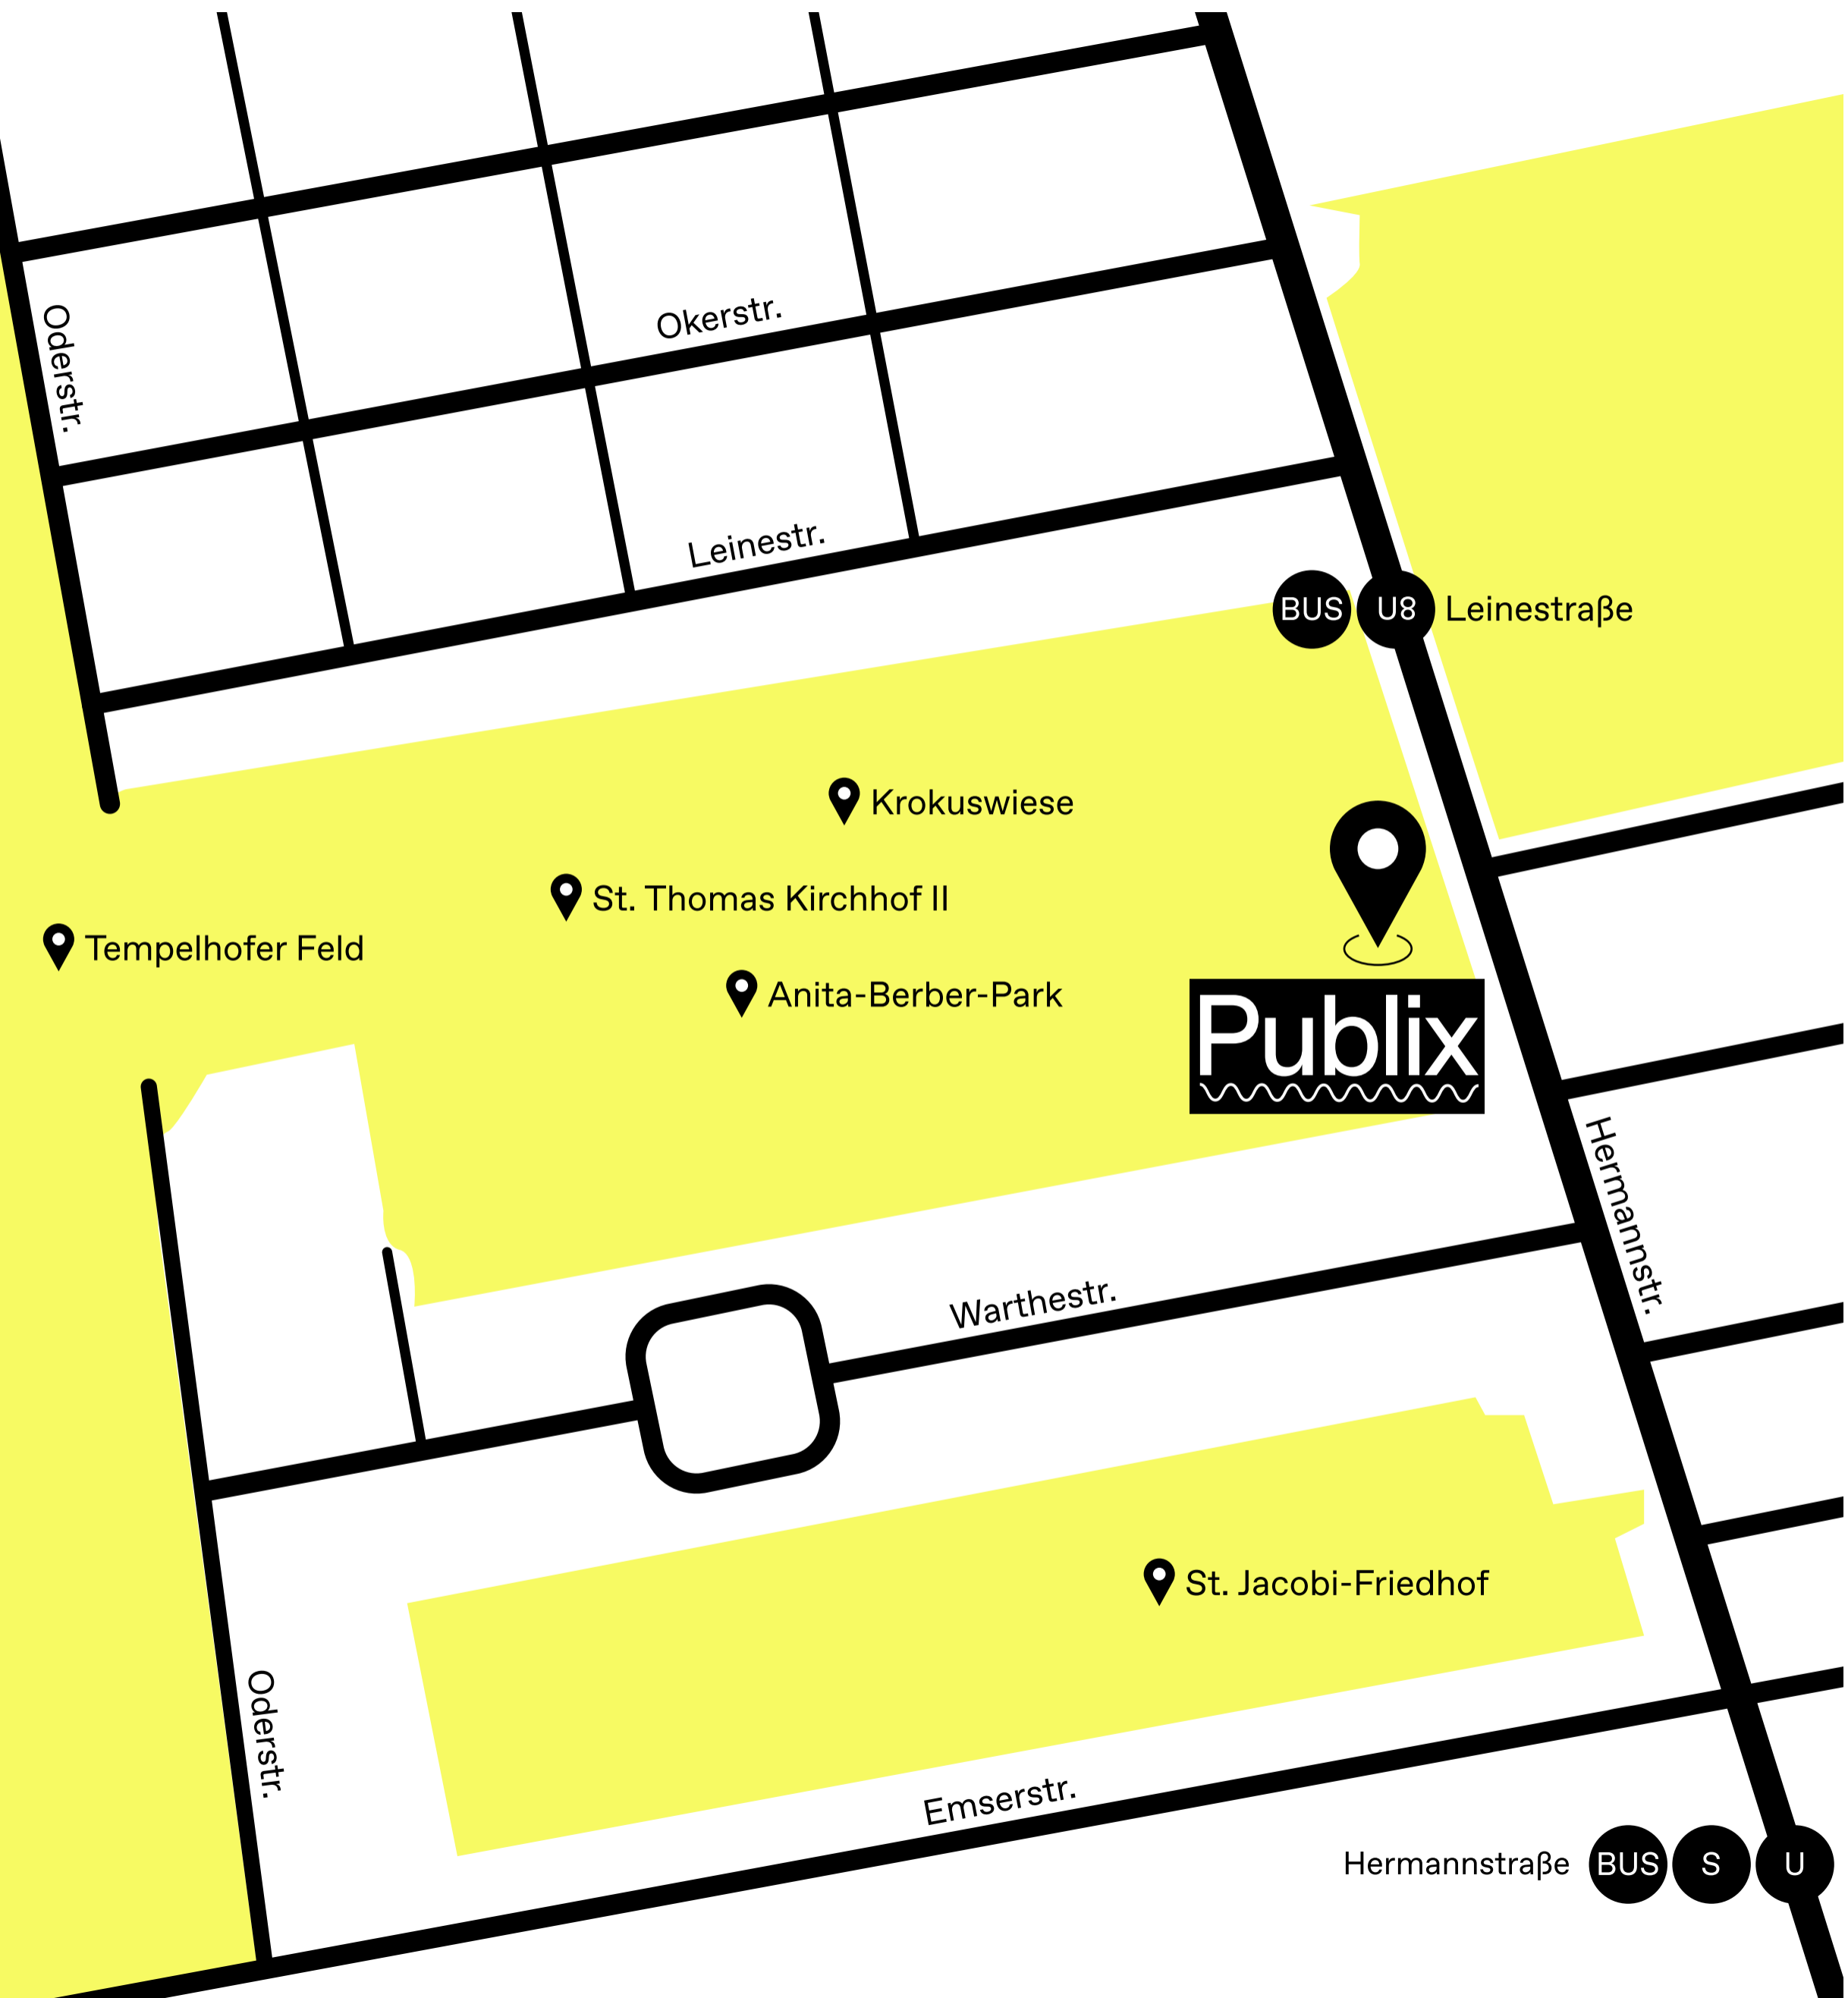 Oderstr.
Okerstr.
Leinestr.
BUS U8 Leinestraße
Krokuswiese
St. Thomas Kirchhof II
Tempelhofer Feld
Anita-Berber-Park
Publix
Hermannstr.
Warthestr.
St. Jacobi-Friedhof
Oderstr.
Emserstr.
Hermannstraße BUS S U